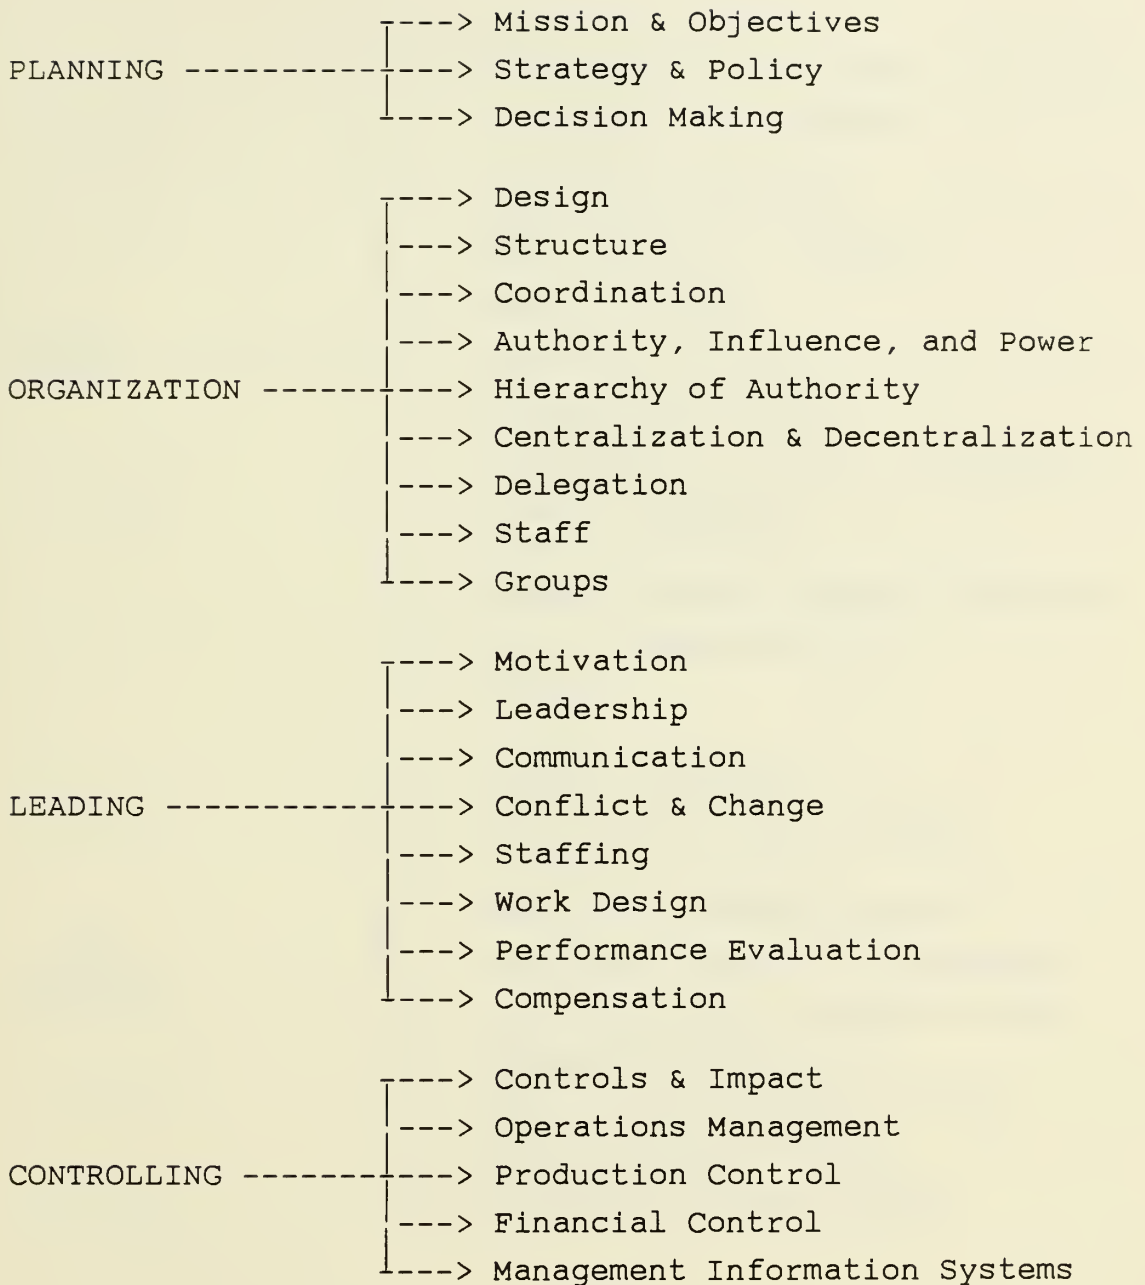 ----> Mission & Objectives
PLANNING ---------------> Strategy & Policy
----> Decision Making
----> Design
---> Structure
---> Coordination
---> Authority, Influence, and Power
ORGANIZATION -----------> Hierarchy of Authority
---> Centralization & Decentralization
---> Delegation
---> Staff
----> Groups
----> Motivation
---> Leadership
---> Communication
LEADING ----------------> Conflict & Change
---> Staffing
---> Work Design
---> Performance Evaluation
----> Compensation
----> Controls & Impact
---> Operations Management
CONTROLLING ------------> Production Control
---> Financial Control
----> Management Information Systems